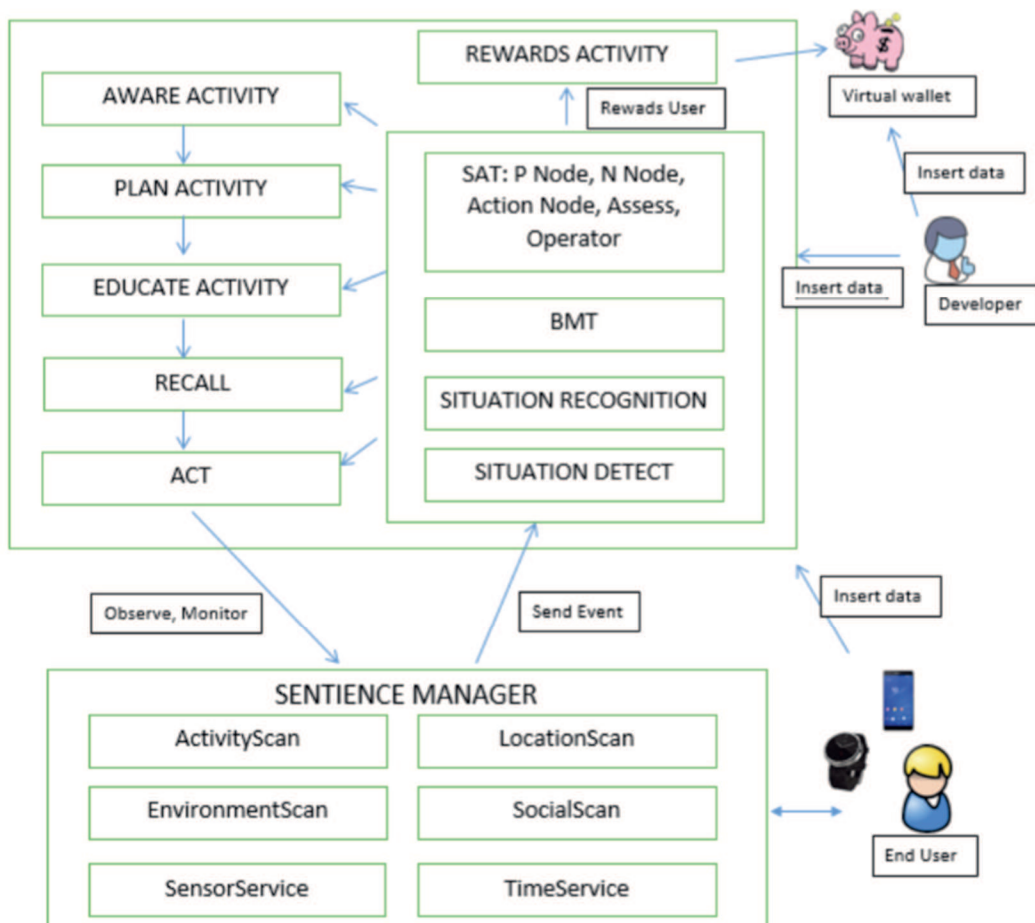 REWARDS ACTIVITY
$
Virtual wallet
AWARE ACTIVITY
Rewads User
PLAN ACTIVITY
SAT: P Node, N Node,
Action Node, Assess,
Operator
Insert data
EDUCATE ACTIVITY
Insert data
Developer
BMT
RECALL
SITUATION RECOGNITION
ACT
SITUATION DETECT
Observe, Monitor
Send Event
Insert data
SENTIENCE MANAGER
ActivityScan
LocationScan
EnvironmentScan
SocialScan
End User
SensorService
TimeService